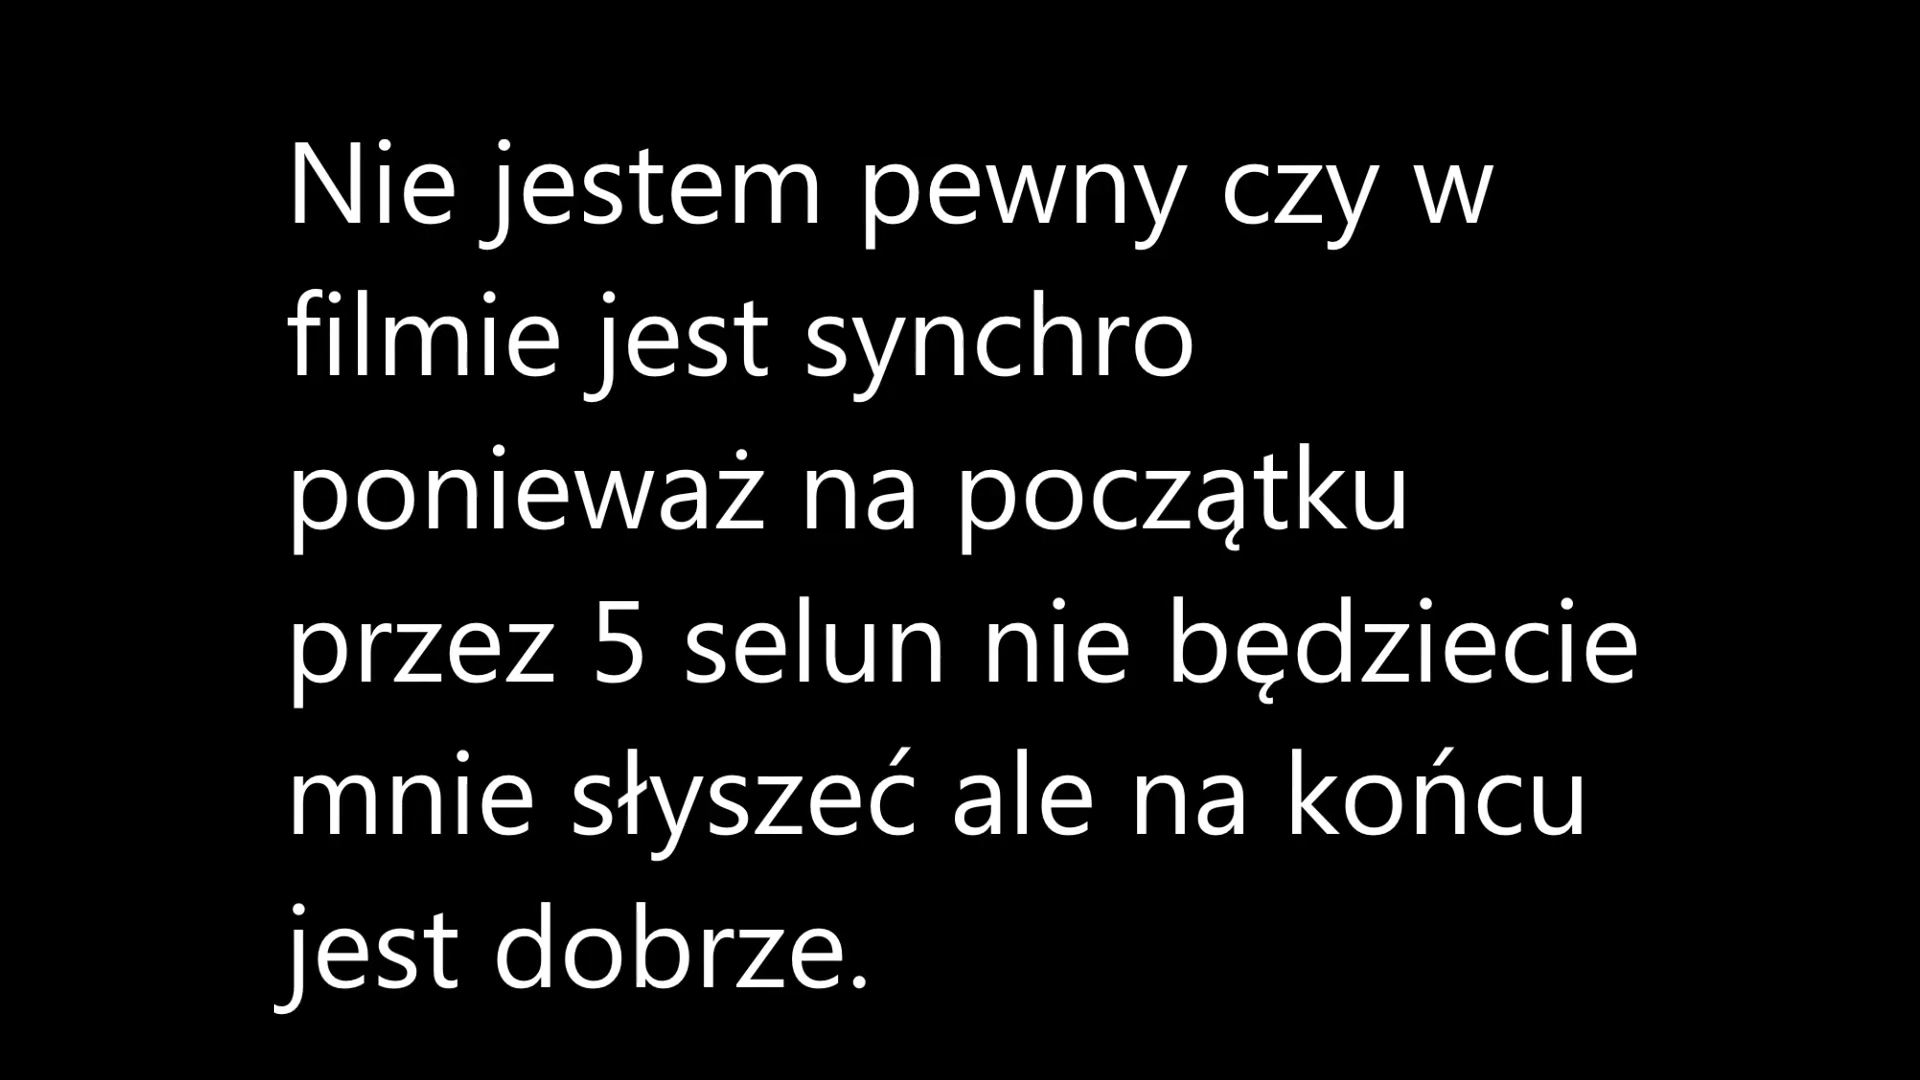 Nie jestem pewny czy w
filmie jest synchro
ponieważ na początku
przez 5 selun nie będziecie
mnie słyszeć ale na końcu
jest dobrze.